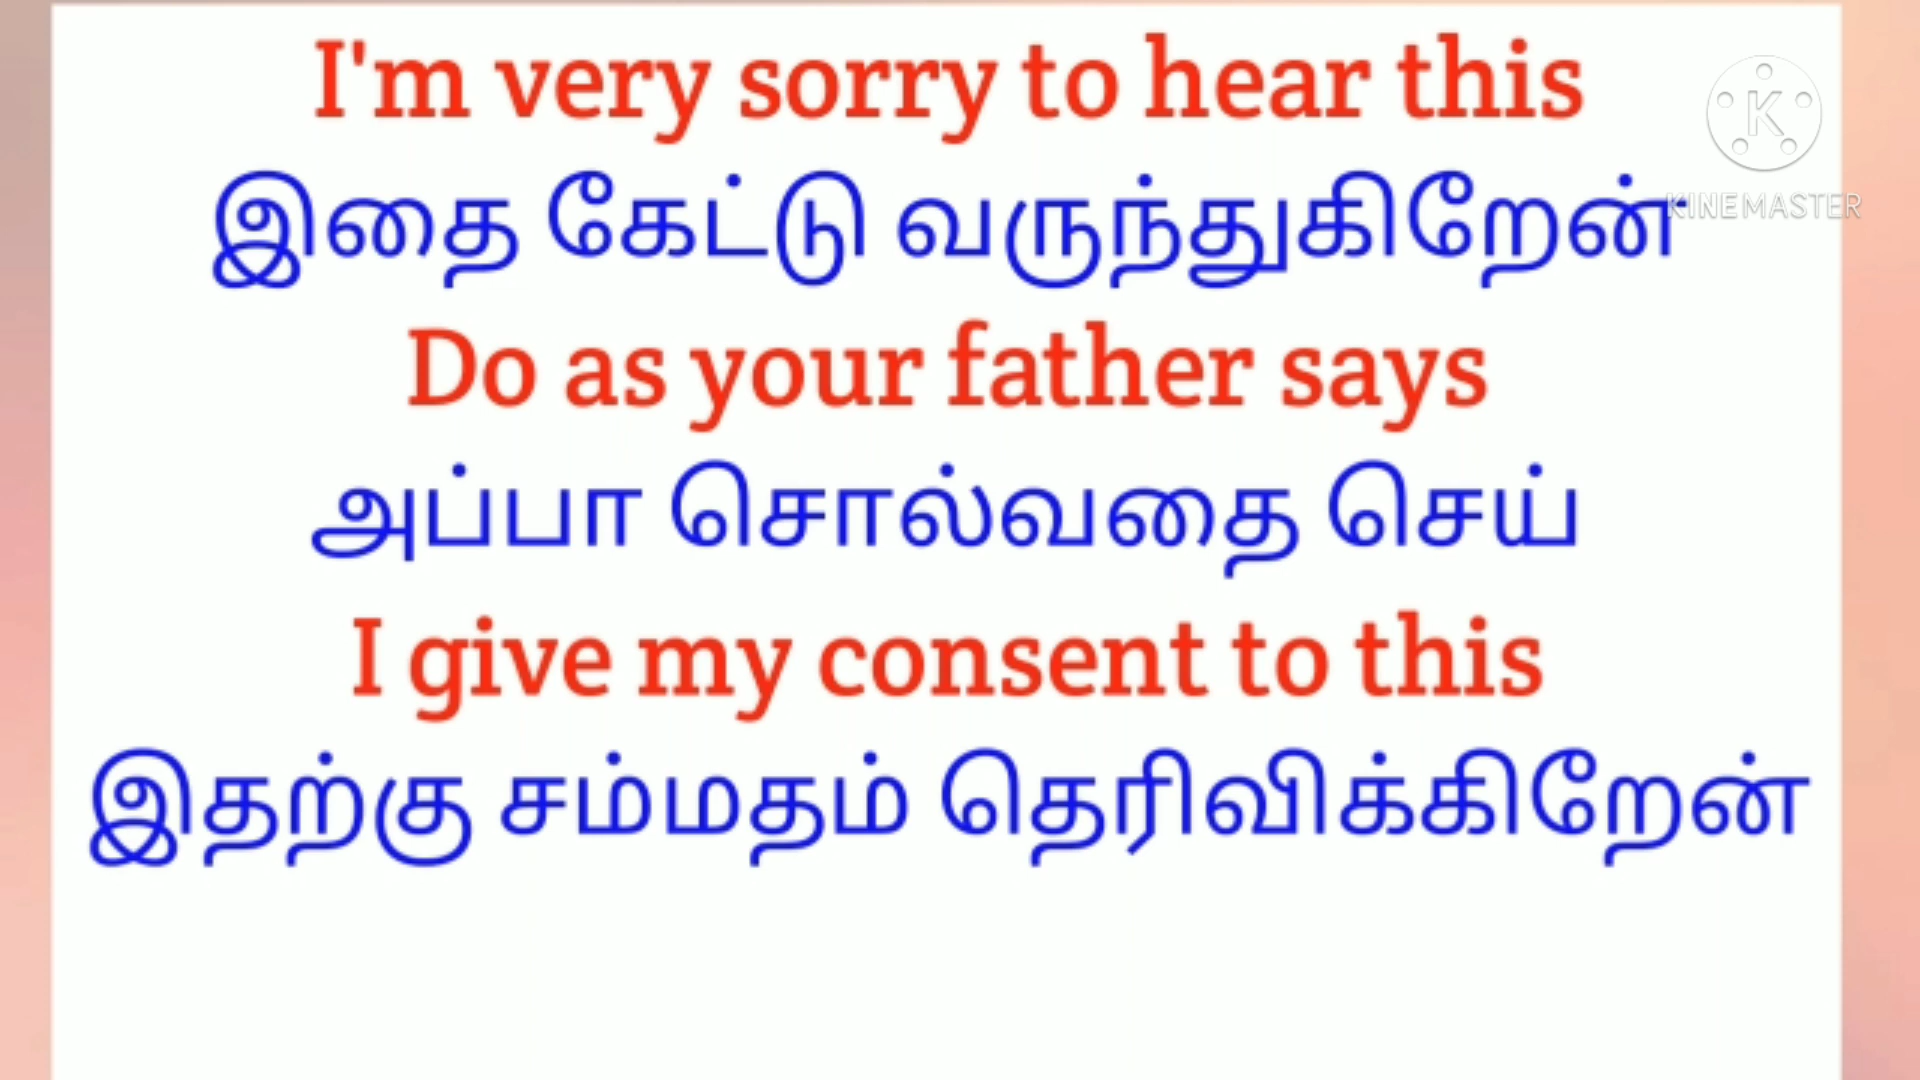 I'm very sorry to hear this
இதை கேட்டு வருந்துகிறேன்
Do as your father says
அப்பா சொல்வதை செய்
I give my consent to this
இதற்கு சம்மதம் தெரிவிக்கிறேன்
K
KINEMASTER